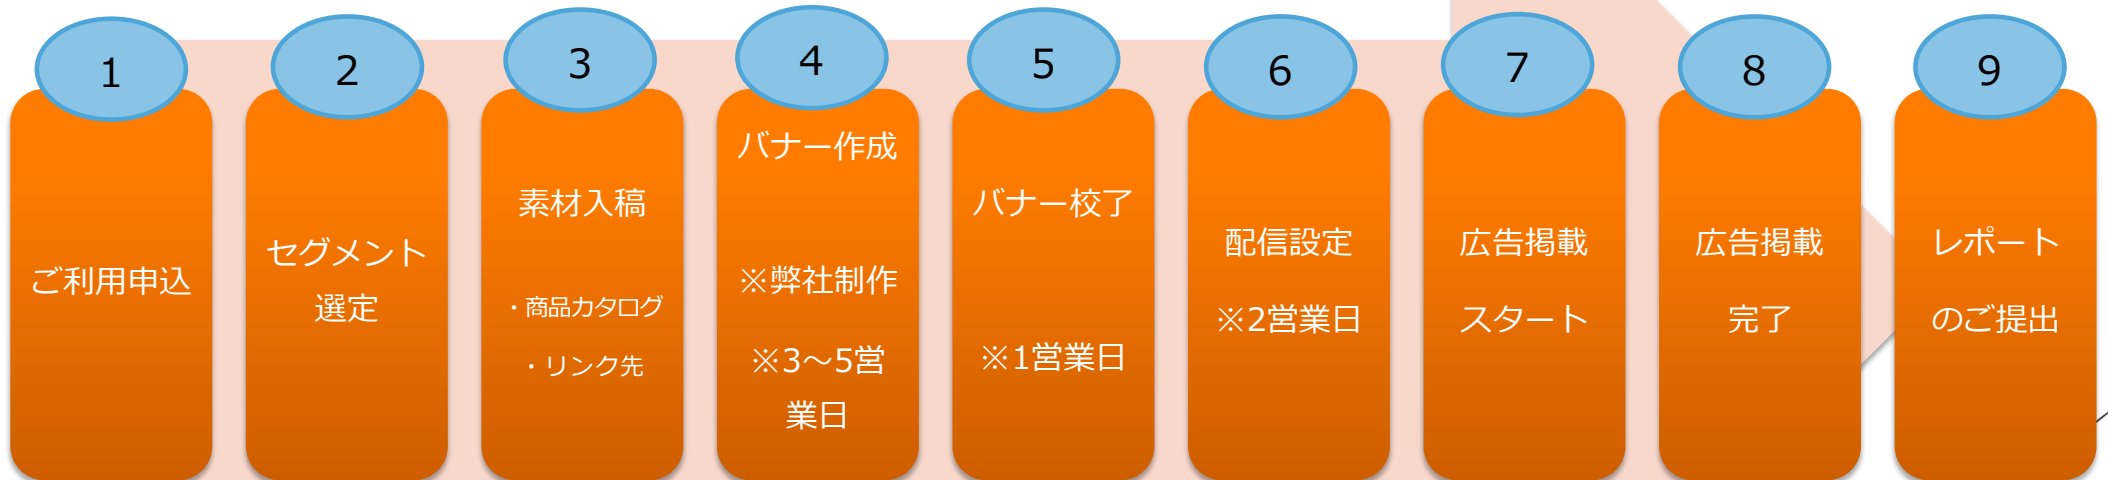 1
ご利用申込
2
セグメント
選定
3
素材入稿
・商品カタログ
・リンク先
4
バナー作成
※弊社制作
※3～5営
業日
5
バナー校了
※1営業日
6
配信設定
※2営業日
7
広告掲載
スタート
8
広告掲載
完了
9
レポート
のご提出